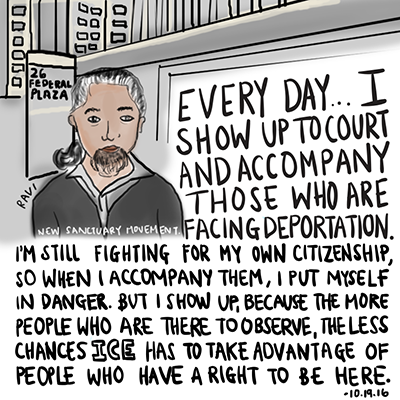 26
FEDERAL
PLAZA
RAVI
NEW SANCTUARY MOVEMENT
EVERY DAY... I
SHOW UP TO COURT
AND ACCOMPANY
THOSE WHO ARE
FACING DEPORTATION.
I'M STILL FIGHTING FOR MY OWN CITIZENSHIP,
SO WHEN I ACCOMPANY THEM, I PUT MYSELF
IN DANGER. BUT I SHOW UP, BECAUSE THE MORE
PEOPLE WHO ARE THERE TO OBSERVE, THE LESS
CHANCES ICE HAS TO TAKE ADVANTAGE OF
PEOPLE WHO HAVE A RIGHT TO BE HERE.
-10.19.16